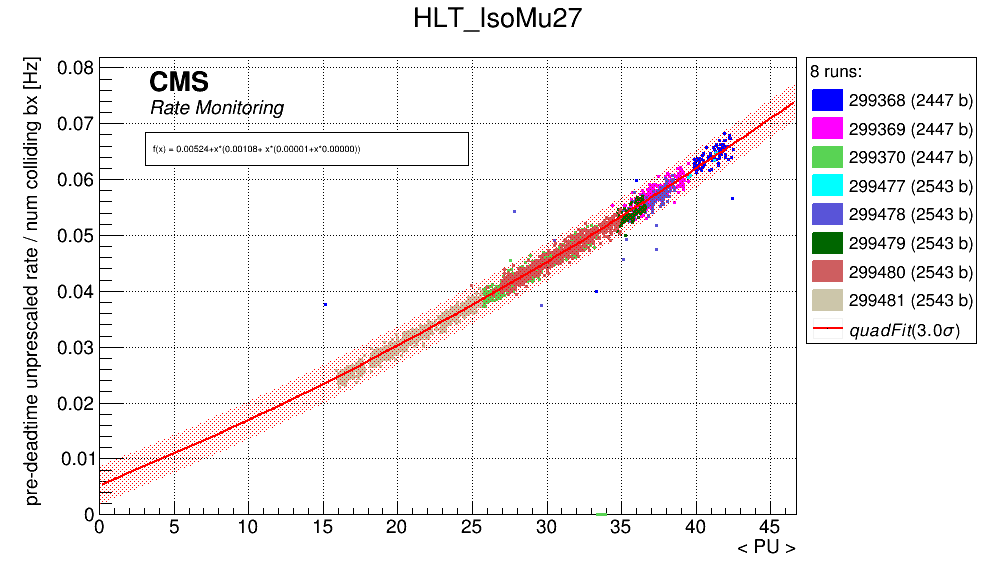 HLT_IsoMu27
pre-deadtime unprescaled rate / num colliding bx [Hz]
0.08
0.07
0.06
0.05
0.04
0.03
0.02
0.01
0
CMS
Rate Monitoring
f(x) = 0.00524+x*(0.00108+ x*(0.00001+x*0.00000))
0 5 10 15 20 25 30 35 40 45
< PU >
8 runs:
299368 (2447 b)
299369 (2447 b)
299370 (2447 b)
299477 (2543 b)
299478 (2543 b)
299479 (2543 b)
299480 (2543 b)
299481 (2543 b)
quadFit(3.0σ)